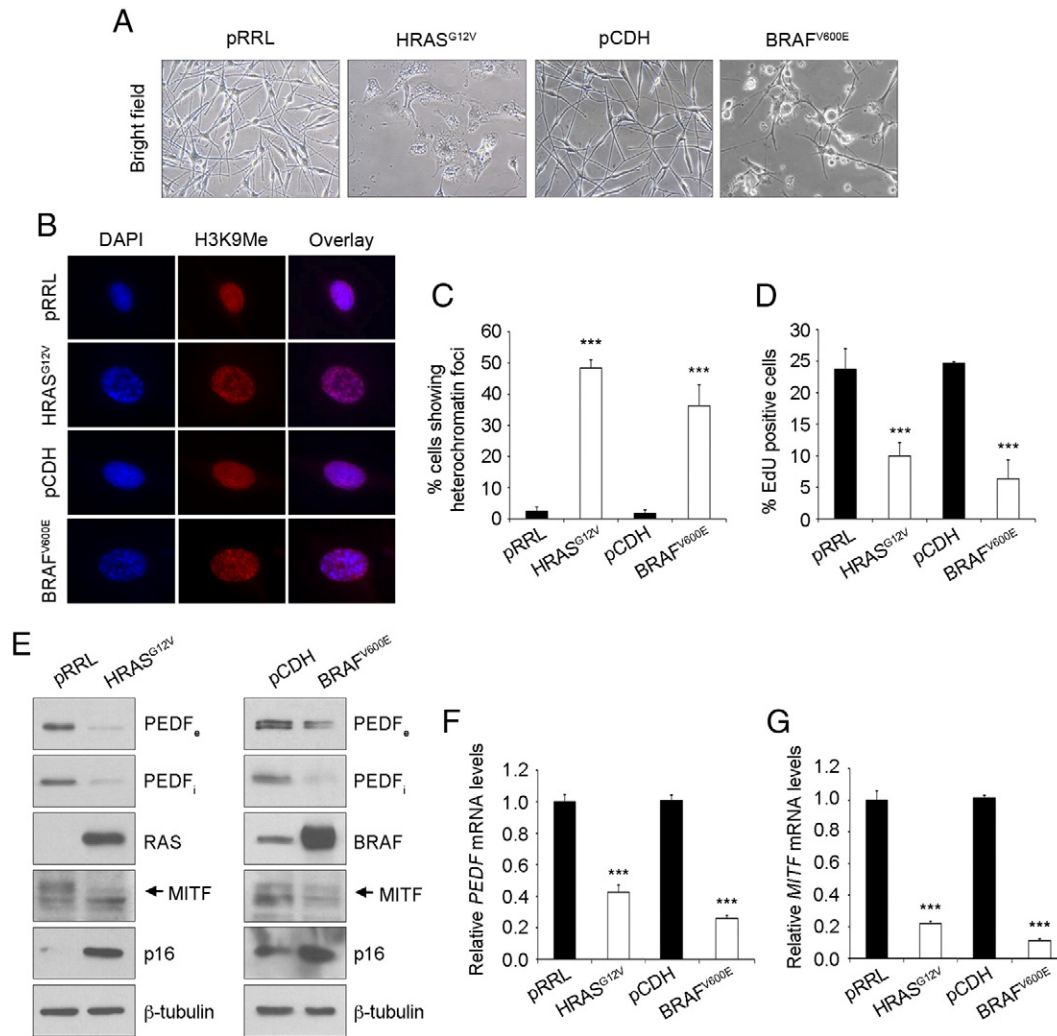 A
pRRL HRASG12V pCDH BRAFV600E
Bright field
B
DAPI H3K9Me Overlay
pRRL
HRASG12V
pCDH
BRAFV600E
C
% cells showing
heterochromatin foci
60
50
40
30
20
10
0
***
***
pRRL HRASG12V pCDH BRAFV600E
D
% EdU positive cells
30
25
20
15
10
5
0
***
***
pRRL HRASG12V pCDH BRAFV600E
E
pRRL HRASG12V
PEDFe
PEDFi
RAS
MITF
p16
β-tubulin
pCDH BRAFV600E
PEDFe
PEDFi
BRAF
MITF
p16
β-tubulin
F
Relative PEDF mRNA levels
1.2
1.0
0.8
0.6
0.4
0.2
0.0
***
***
pRRL HRASG12V pCDH BRAFV600E
G
Relative MITF mRNA levels
1.2
1.0
0.8
0.6
0.4
0.2
0.0
***
***
pRRL HRASG12V pCDH BRAFV600E